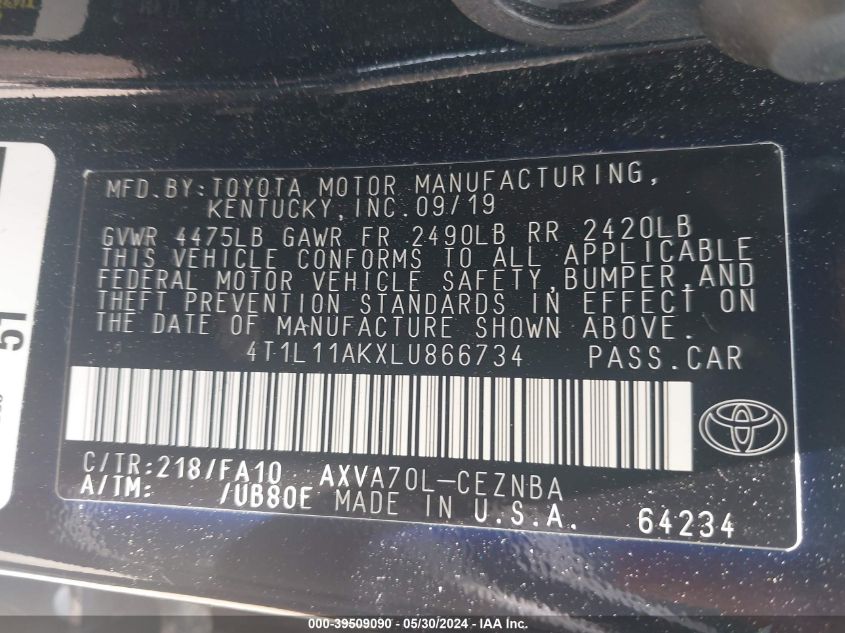 MFD.BY:TOYOTA MOTOR MANUFACTURING,
KENTUCKY,INC.09/19
GVWR 4475LB GAWR FR 2490LB RR 2420LB
THIS VEHICLE CONFORMS TO ALL APPLICABLE
FEDERAL MOTOR VEHICLE SAFETY,BUMPER,AND
THEFT PREVENTION STANDARDS IN EFFECT ON
THE DATE OF MANUFACTURE SHOWN ABOVE.
4T1L11AKXLU866734 PASS.CAR
C/TR:218/FA10 AXVA70L-CEZNBA
A/TM: /UB80E MADE IN U.S.A. 64234
L5
000-39509090 - 05/30/2024 - IAA Inc.